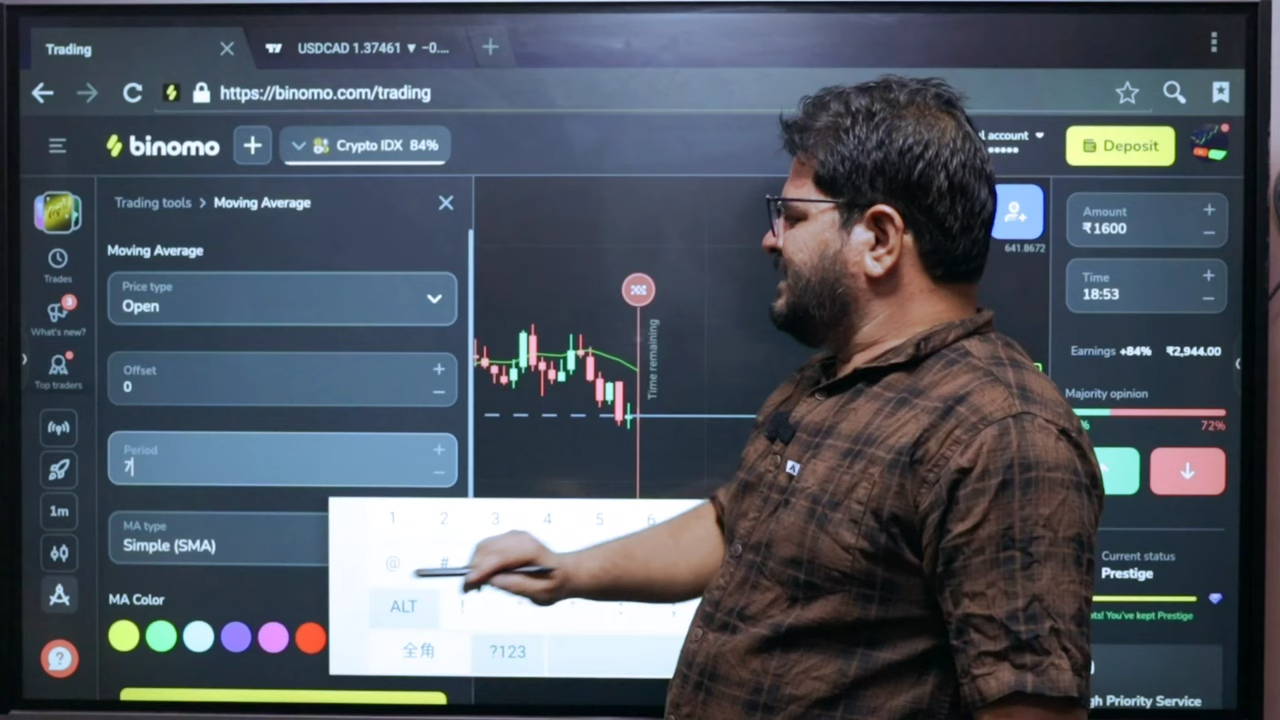 Trading
USDCAD 1.37461 ▼ −0....
https://binomo.com/trading
binomo
Crypto IDX 84%
account
Deposit
Trading tools > Moving Average
Moving Average
Price type
Open
Offset
0
Period
7
MA type
Simple (SMA)
MA Color
Trades
3
What's new?
Top traders
1m
Time remaining
641.8672
Amount
₹1600
Time
18:53
Earnings +84% ₹2,944.00
Majority opinion
% 72%
Current status
Prestige
You've kept Prestige
gh Priority Service
1 2 3 4 5 6
@ #
ALT !
全角 ?123